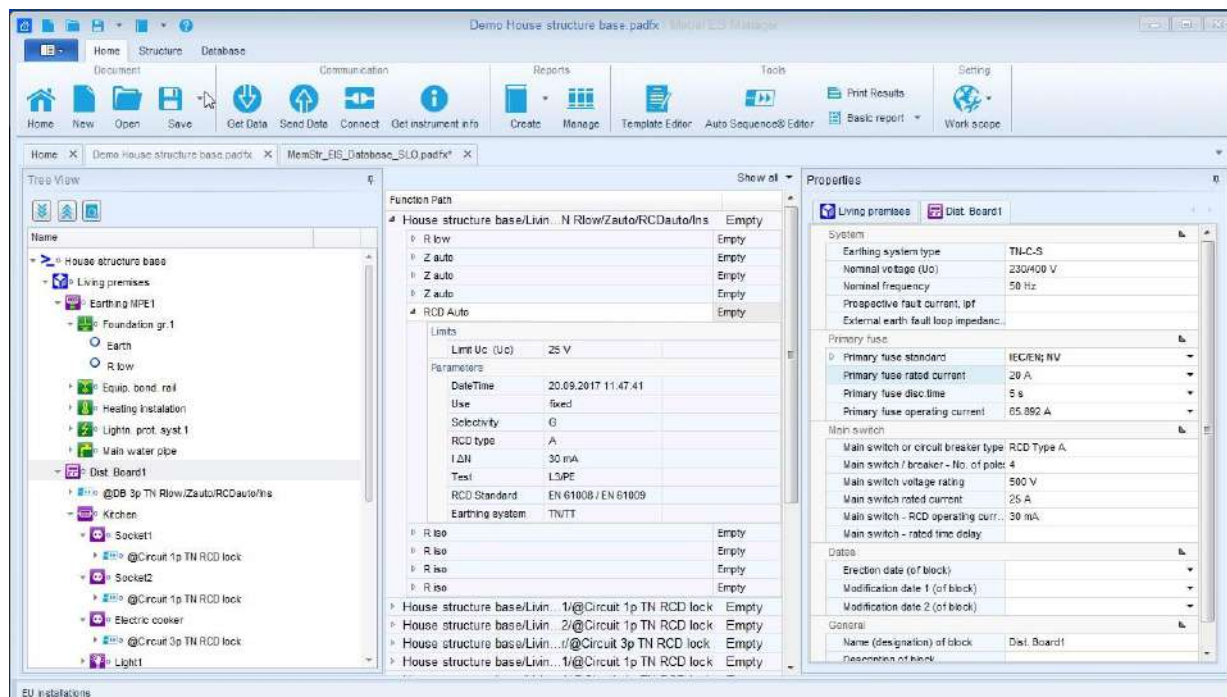 Demo House structure base.padfx - Metrel ES Manager
Home Structure Database
Document Communication Reports Tools Setting
Home New Open Save Get Data Send Data Connect Get instrument info Create Manage Template Editor Auto Sequence® Editor Print Results Basic report Work scope
Home X Demo House structure base.padfx X MemStr_EIS_Database_SLO.padfx* X
Tree View
Name
House structure base
Living premises
Earthing MPE1
Foundation gr.1
Earth
R low
Equip. bond. rail
Heating instalation
Lightn. prot. syst.1
Main water pipe
Dist. Board1
@DB 3p TN Rlow/Zauto/RCDauto/Ins
Kitchen
Socket1
@Circuit 1p TN RCD lock
Socket2
@Circuit 1p TN RCD lock
Electric cooker
@Circuit 3p TN RCD lock
Light1
Show all
Function Path
House structure base/Livin...N Rlow/Zauto/RCDauto/Ins Empty
R low Empty
Z auto Empty
Z auto Empty
Z auto Empty
RCD Auto Empty
Limits
Limit Uc (Uc) 25 V
Parameters
DateTime 20.09.2017 11.47.41
Use fixed
Selectivity G
RCD type A
I ΔN 30 mA
Test L3/PE
RCD Standard EN 61008 / EN 61009
Earthing system TN/TT
R iso Empty
R iso Empty
R iso Empty
R iso Empty
House structure base/Livin...1/@Circuit 1p TN RCD lock Empty
House structure base/Livin...2/@Circuit 1p TN RCD lock Empty
House structure base/Livin...r/@Circuit 3p TN RCD lock Empty
House structure base/Livin...1/@Circuit 1p TN RCD lock Empty
Properties
Living premises Dist. Board1
System
Earthing system type TN-C-S
Nominal voltage (Uo) 230/400 V
Nominal frequency 50 Hz
Prospective fault current, Ipf
External earth fault loop impedanc..
Primary fuse
Primary fuse standard IEC/EN; NV
Primary fuse rated current 20 A
Primary fuse disc.time 5 s
Primary fuse operating current 65.892 A
Main switch
Main switch or circuit breaker type RCD Type A
Main switch / breaker - No. of poles 4
Main switch voltage rating 500 V
Main switch rated current 25 A
Main switch - RCD operating curr.. 30 mA
Main switch - rated time delay
Dates
Erection date (of block)
Modification date 1 (of block)
Modification date 2 (of block)
General
Name (designation) of block Dist. Board1
Description of block
EU installations